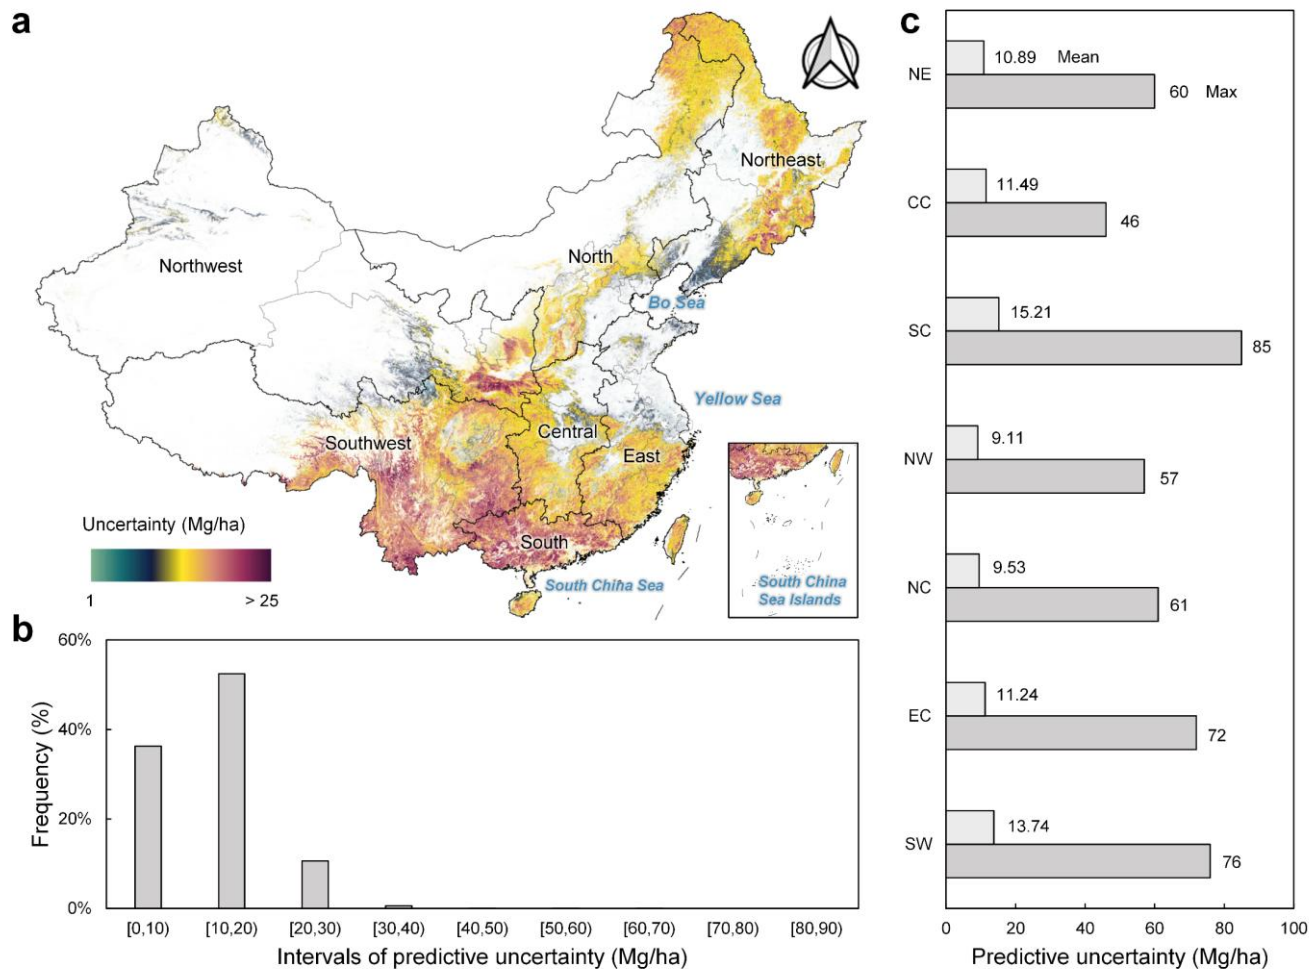 a
Northeast
North
Northwest
Bo Sea
Yellow Sea
Southwest
Central
East
South
South China Sea
South China
Sea Islands
Uncertainty (Mg/ha)
1
> 25
b
60%
40%
20%
0%
Frequency (%)
[0,10)
[10,20)
[20,30)
[30,40)
[40,50)
[50,60)
[60,70)
[70,80)
[80,90)
Intervals of predictive uncertainty (Mg/ha)
c
NE
10.89 Mean
60 Max
CC
11.49
46
SC
15.21
85
NW
9.11
57
NC
9.53
61
EC
11.24
72
SW
13.74
76
0
20
40
60
80
100
Predictive uncertainty (Mg/ha)